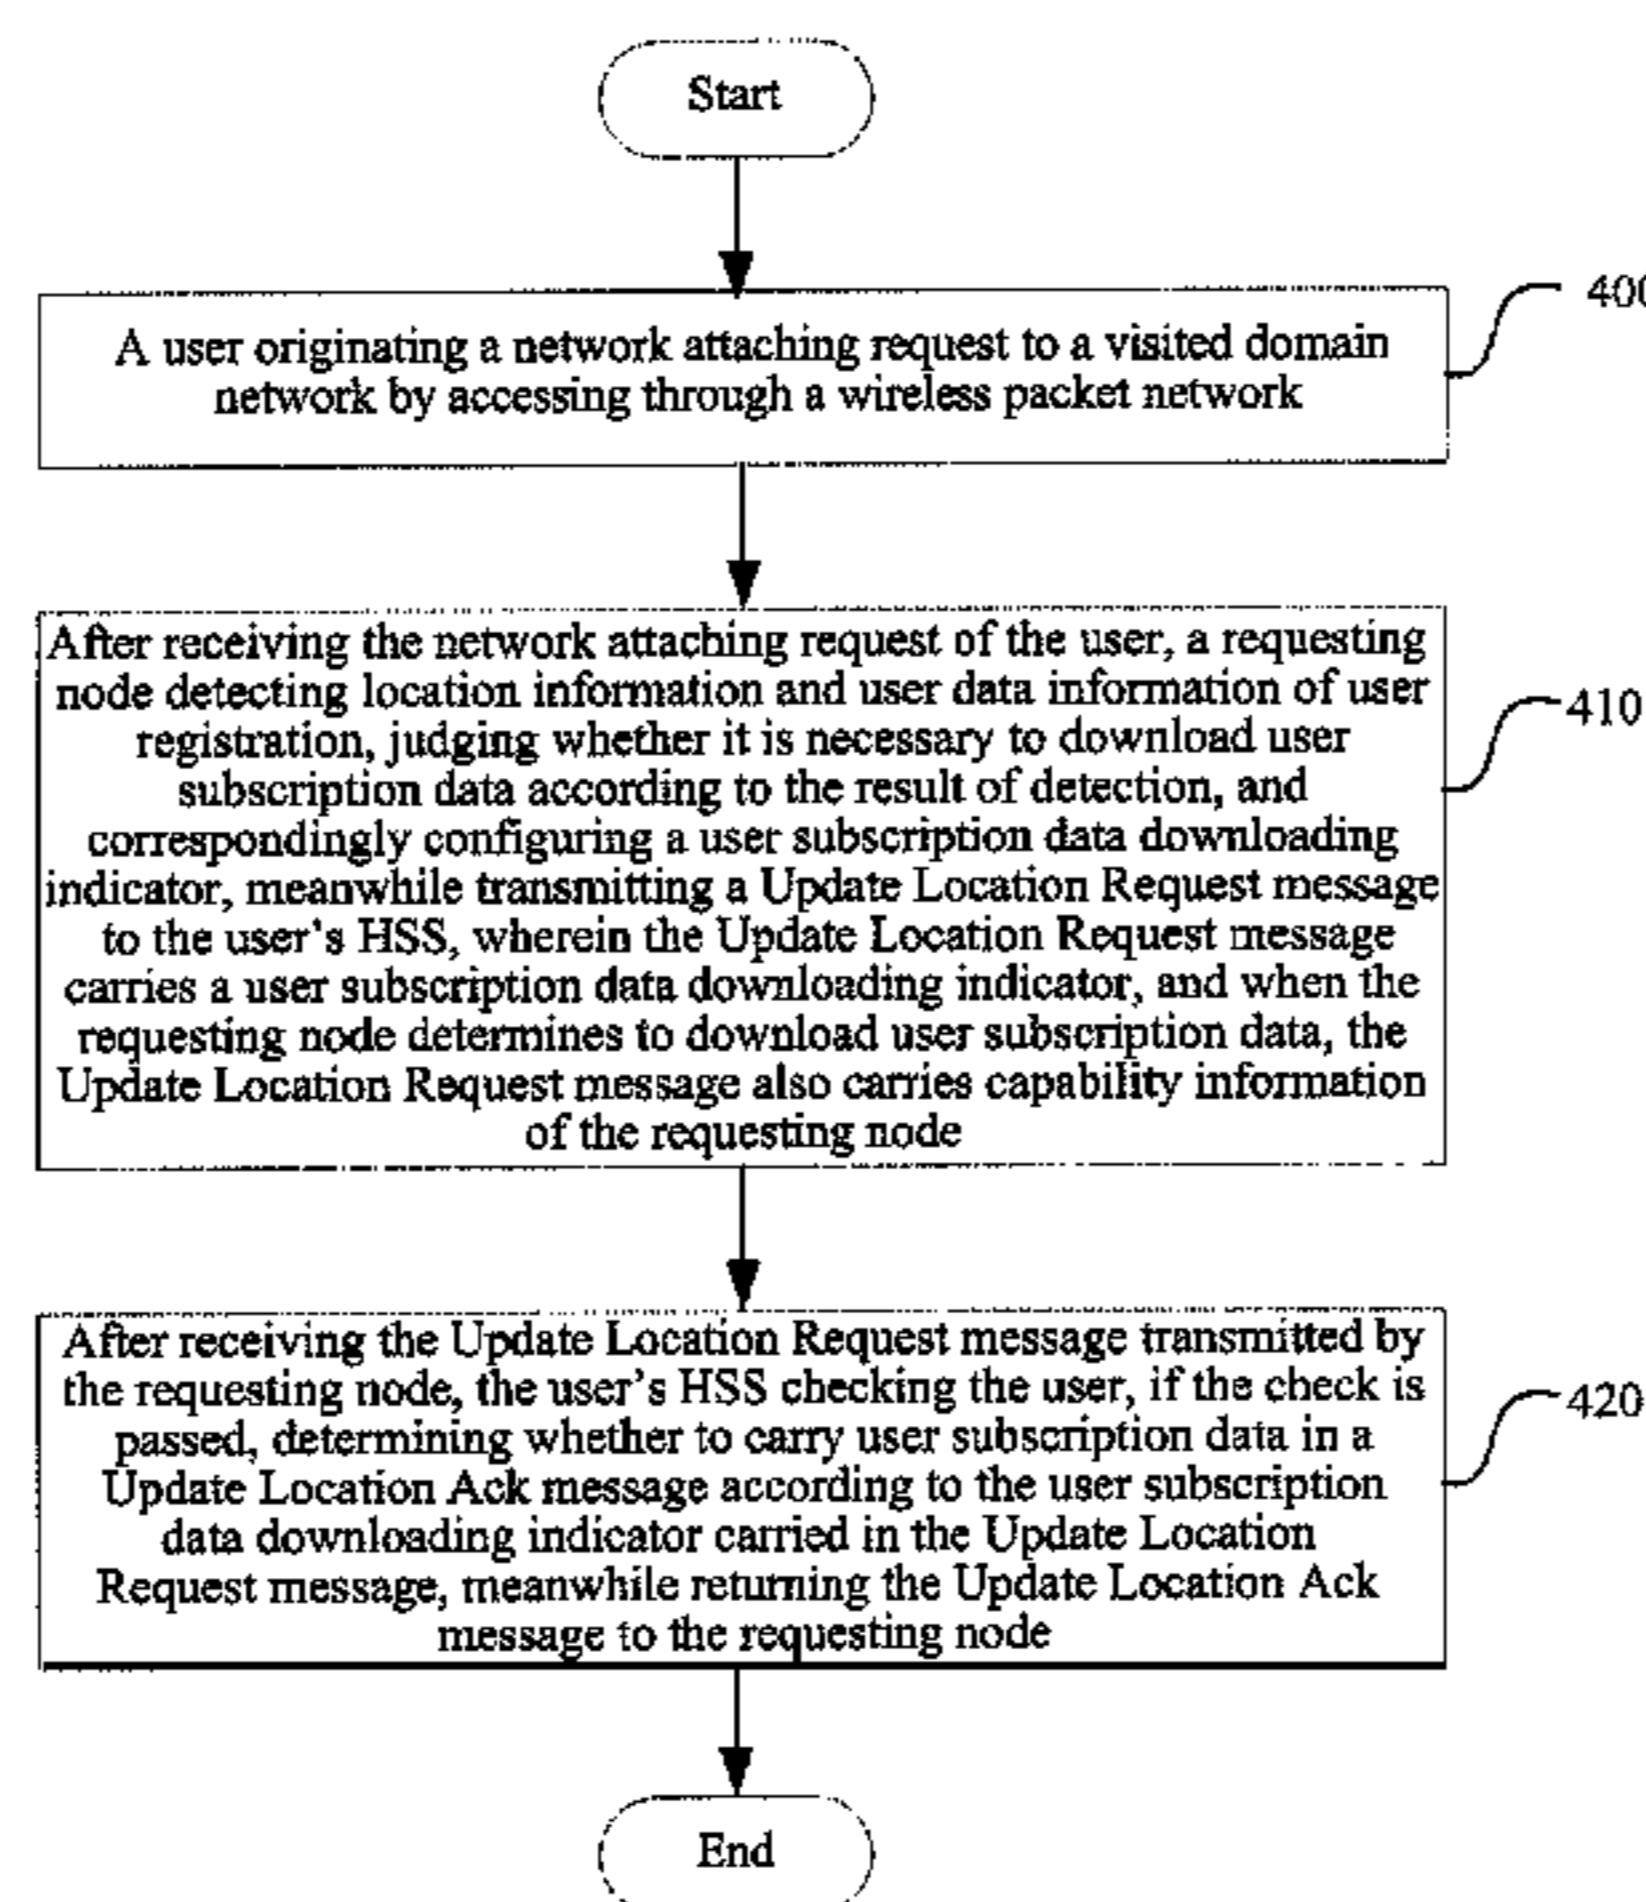 Start
A user originating a network attaching request to a visited domain
network by accessing through a wireless packet network
400
After receiving the network attaching request of the user, a requesting
node detecting location information and user data information of user
registration, judging whether it is necessary to download user
subscription data according to the result of detection, and
correspondingly configuring a user subscription data downloading
indicator, meanwhile transmitting a Update Location Request message
to the user's HSS, wherein the Update Location Request message
carries a user subscription data downloading indicator, and when the
requesting node determines to download user subscription data, the
Update Location Request message also carries capability information
of the requesting node
410
After receiving the Update Location Request message transmitted by
the requesting node, the user's HSS checking the user, if the check is
passed, determining whether to carry user subscription data in a
Update Location Ack message according to the user subscription
data downloading indicator carried in the Update Location
Request message, meanwhile returning the Update Location Ack
message to the requesting node
420
End